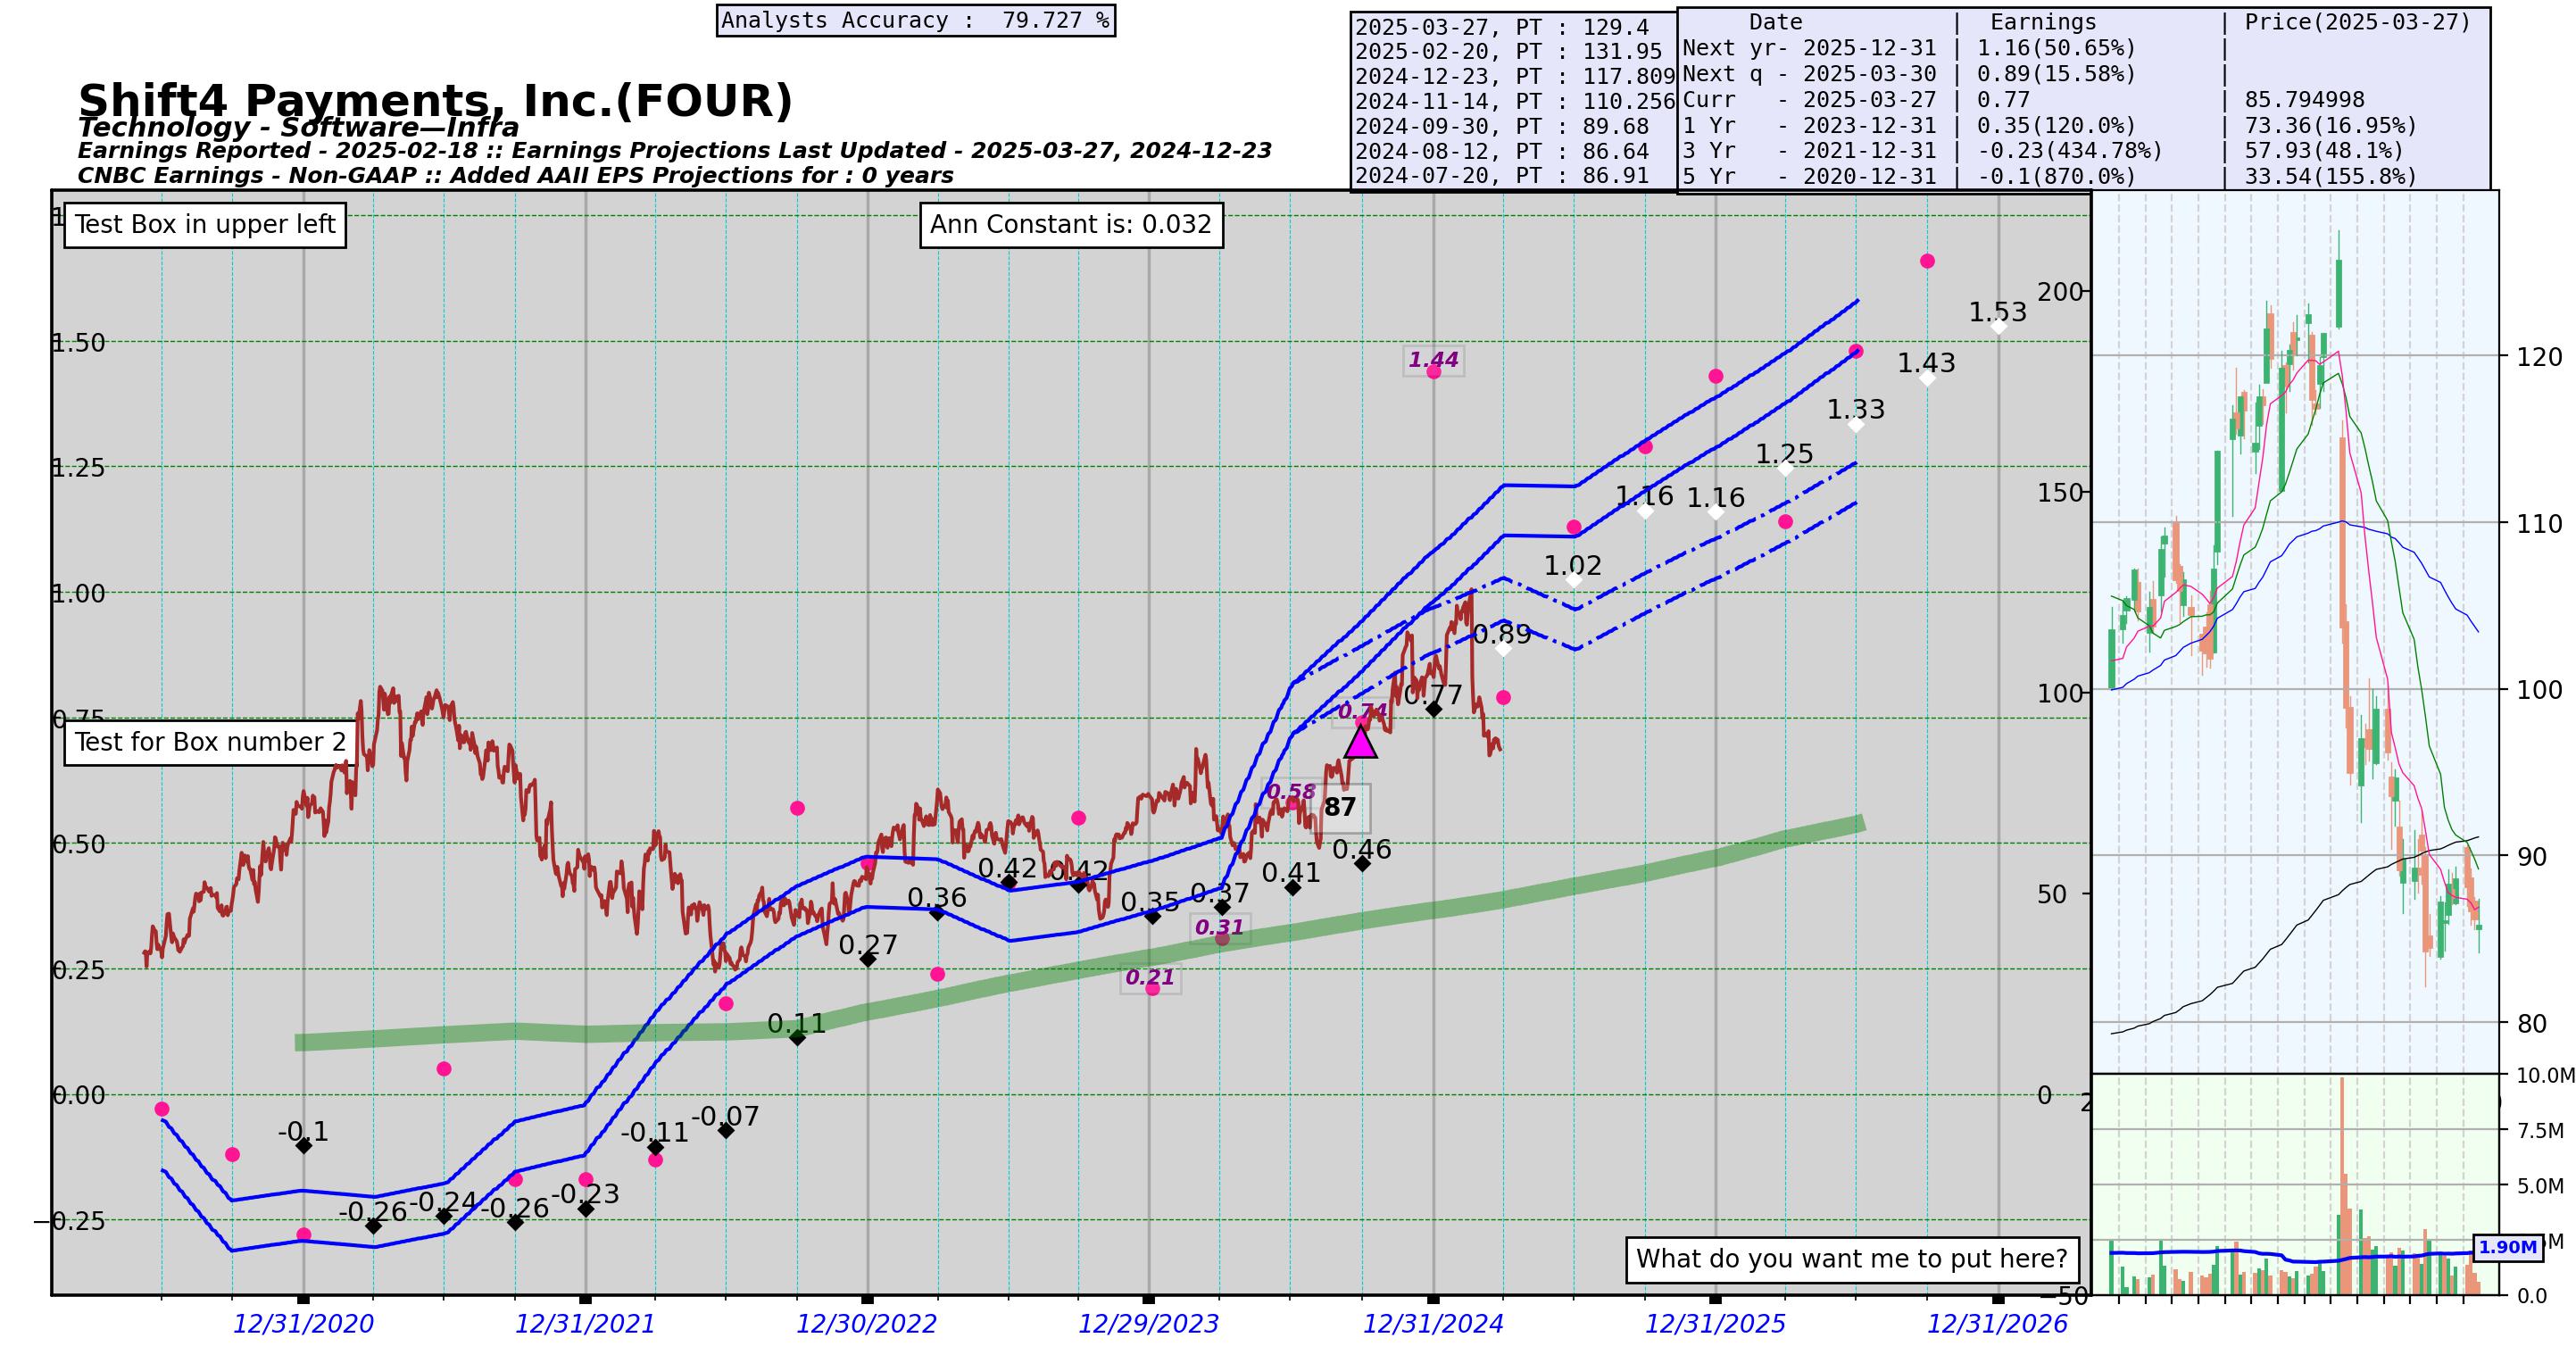 Analysts Accuracy :  79.727 %
2025-03-27, PT : 129.4
2025-02-20, PT : 131.95
2024-12-23, PT : 117.809
2024-11-14, PT : 110.256
2024-09-30, PT : 89.68
2024-08-12, PT : 86.64
2024-07-20, PT : 86.91
Date | Earnings | Price(2025-03-27)
Next yr- 2025-12-31 | 1.16(50.65%) |
Next q - 2025-03-30 | 0.89(15.58%) |
Curr - 2025-03-27 | 0.77 | 85.794998
1 Yr - 2023-12-31 | 0.35(120.0%) | 73.36(16.95%)
3 Yr - 2021-12-31 | -0.23(434.78%) | 57.93(48.1%)
5 Yr - 2020-12-31 | -0.1(870.0%) | 33.54(155.8%)
Shift4 Payments, Inc.(FOUR)
Technology - Software—Infra
Earnings Reported - 2025-02-18 :: Earnings Projections Last Updated - 2025-03-27, 2024-12-23
CNBC Earnings - Non-GAAP :: Added AAII EPS Projections for : 0 years
Test Box in upper left
Ann Constant is: 0.032
Test for Box number 2
What do you want me to put here?
1.50
1.25
1.00
0.75
0.50
0.25
0.00
−0.25
-0.1
-0.26
-0.24
-0.26
-0.23
-0.11
-0.07
0.11
0.27
0.36
0.42
0.42
0.35
0.37
0.41
0.46
0.77
0.89
1.02
1.16
1.16
1.25
1.33
1.43
1.53
0.21
0.31
0.58
0.74
1.44
87
200
150
100
50
0
−50
120
110
100
90
80
10.0M
7.5M
5.0M
1.90M
0.0
12/31/2020
12/31/2021
12/30/2022
12/29/2023
12/31/2024
12/31/2025
12/31/2026